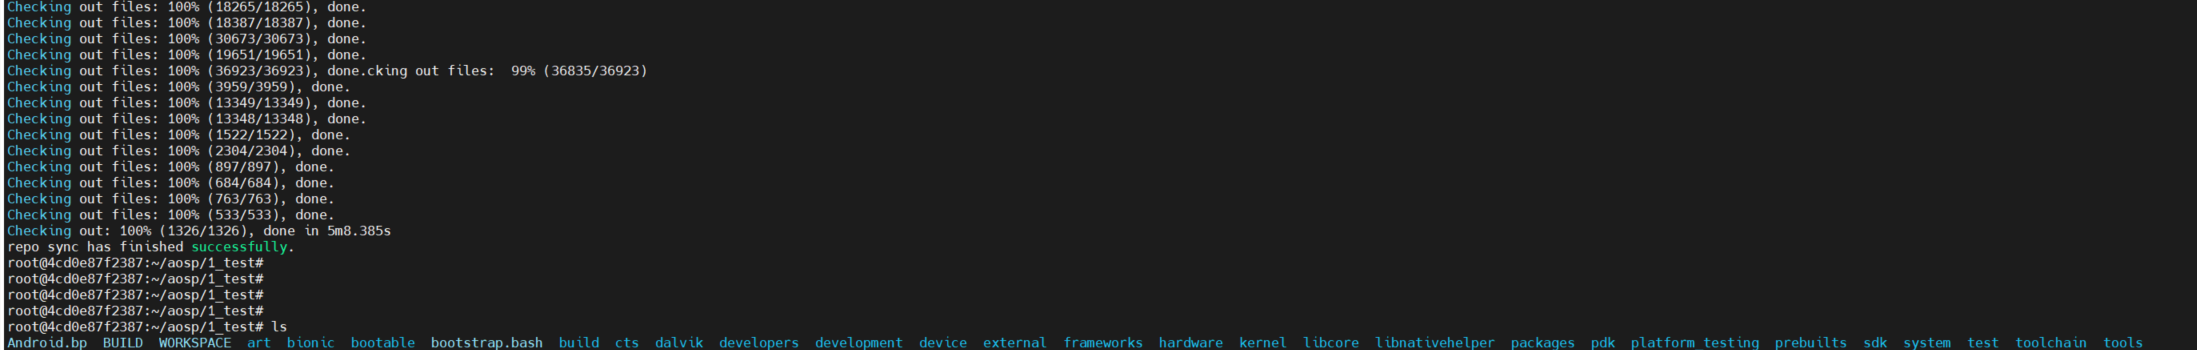 Checking out files: 100% (18265/18265), done.
Checking out files: 100% (18387/18387), done.
Checking out files: 100% (30673/30673), done.
Checking out files: 100% (19651/19651), done.
Checking out files: 100% (36923/36923), done.cking out files:  99% (36835/36923)
Checking out files: 100% (3959/3959), done.
Checking out files: 100% (13349/13349), done.
Checking out files: 100% (13348/13348), done.
Checking out files: 100% (1522/1522), done.
Checking out files: 100% (2304/2304), done.
Checking out files: 100% (897/897), done.
Checking out files: 100% (684/684), done.
Checking out files: 100% (763/763), done.
Checking out files: 100% (533/533), done.
Checking out: 100% (1326/1326), done in 5m8.385s
repo sync has finished successfully.
root@4cd0e87f2387:~/aosp/1_test#
root@4cd0e87f2387:~/aosp/1_test#
root@4cd0e87f2387:~/aosp/1_test#
root@4cd0e87f2387:~/aosp/1_test#
root@4cd0e87f2387:~/aosp/1_test# ls
Android.bp  BUILD  WORKSPACE  art  bionic  bootable  bootstrap.bash  build  cts  dalvik  developers  development  device  external  frameworks  hardware  kernel  libcore  libnativehelper  packages  pdk  platform_testing  prebuilts  sdk  system  test  toolchain  tools